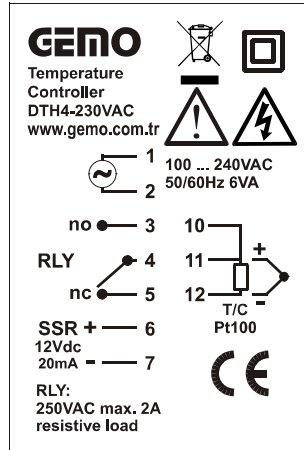 GEMO
Temperature
Controller
DTH4-230VAC
www.gemo.com.tr
100 ... 240VAC
50/60Hz 6VA
1
2
no 3
RLY 4
nc 5
SSR + 6
12Vdc
20mA - 7
10
11 +
12 -
T/C
Pt100
CE
RLY:
250VAC max. 2A
resistive load